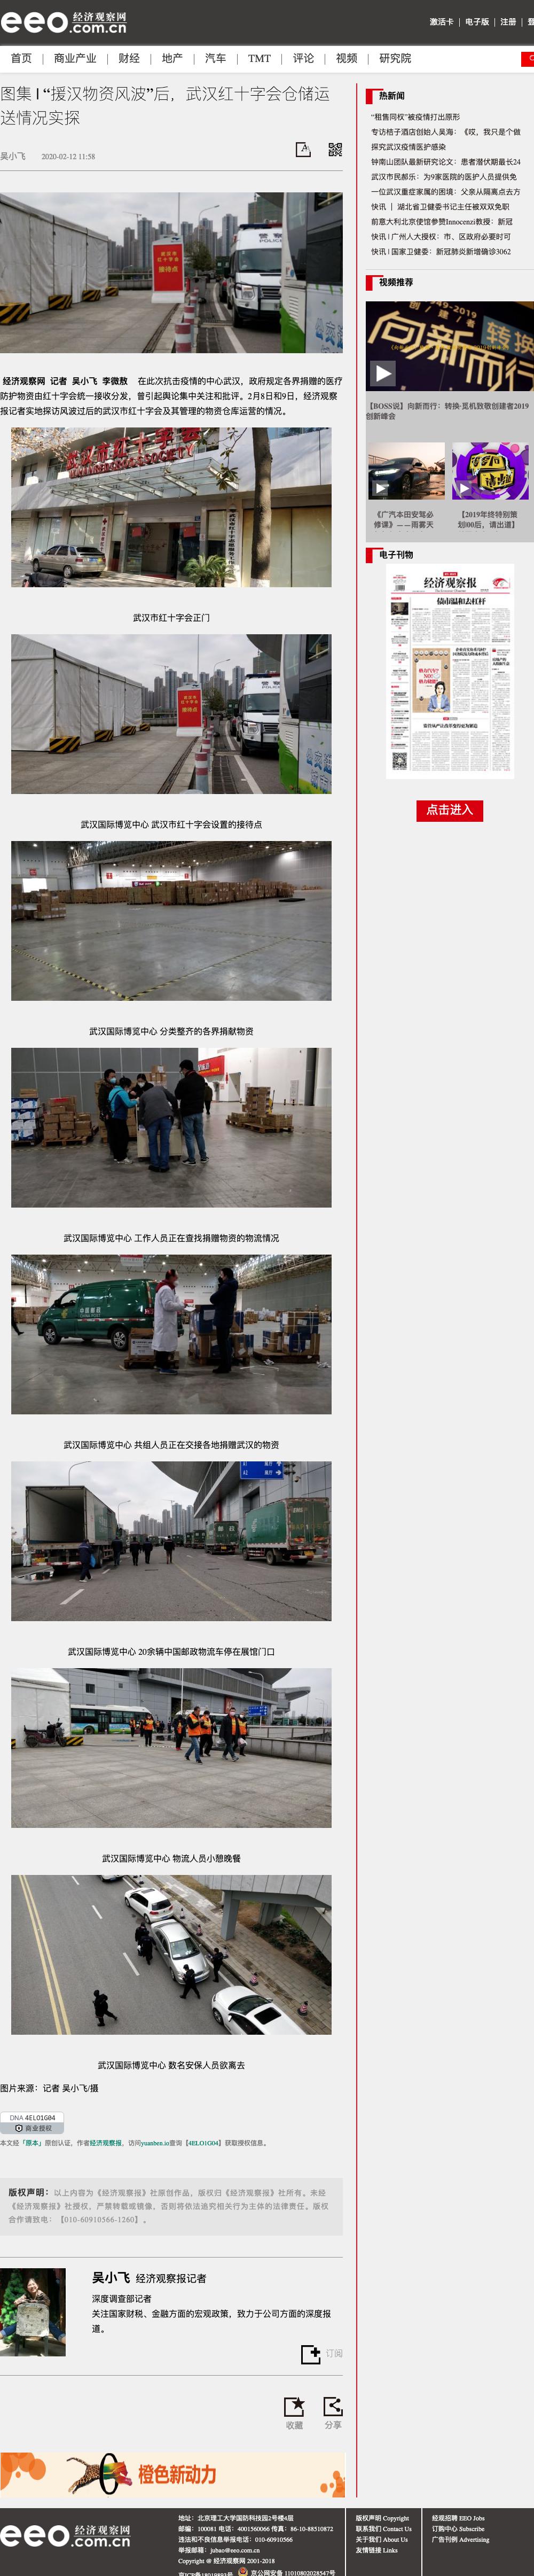 eeo 经济观察网
.com.cn
激活卡 | 电子版 | 注册 |
首页 | 商业产业 | 财经 | 地产 | 汽车 | TMT | 评论 | 视频 | 研究院
图集 | “援汉物资风波”后，武汉红十字会仓储运
送情况实探
吴小飞 2020-02-12 11:58
经济观察网 记者 吴小飞 李微敖 在此次抗击疫情的中心武汉，政府规定各界捐赠的医疗
防护物资由红十字会统一接收分发，曾引起舆论集中关注和批评。2月8日和9日，经济观察
报记者实地探访风波过后的武汉市红十字会及其管理的物资仓库运营的情况。
武汉市红十字会
武汉市红十字会正门
武汉国际博览中心 武汉市红十字会设置的接待点
武汉国际博览中心 分类整齐的各界捐献物资
武汉国际博览中心 工作人员正在查找捐赠物资的物流情况
中国邮政
武汉国际博览中心 共组人员正在交接各地捐赠武汉的物资
武汉国际博览中心 20余辆中国邮政物流车停在展馆门口
武汉国际博览中心 物流人员小憩晚餐
武汉国际博览中心 数名安保人员欲离去
图片来源：记者 吴小飞/摄
DNA 4ELO1G04
商业授权
本文经「原本」原创认证，作者经济观察报，访问yuanben.io查询【4ELO1G04】获取授权信息。
版权声明：以上内容为《经济观察报》社原创作品，版权归《经济观察报》社所有。未经
《经济观察报》社授权，严禁转载或镜像，否则将依法追究相关行为主体的法律责任。版权
合作请致电：【010-60910566-1260】。
吴小飞 经济观察报记者
深度调查部记者
关注国家财税、金融方面的宏观政策，致力于公司方面的深度报
道。
订阅
收藏 分享
橙色新动力
热新闻
“租售同权”被疫情打出原形
专访桔子酒店创始人吴海：《哎，我只是个做
探究武汉疫情医护感染
钟南山团队最新研究论文：患者潜伏期最长24
武汉市民郝乐：为9家医院的医护人员提供免
一位武汉重症家属的困境：父亲从隔离点去方
快讯 | 湖北省卫健委书记主任被双双免职
前意大利北京使馆参赞Innocenzi教授：新冠
快讯 | 广州人大授权：市、区政府必要时可
快讯 | 国家卫健委：新冠肺炎新增确诊3062
视频推荐
【BOSS说】向新而行：转换·觅机致敬创建者2019
创新峰会
《广汽本田安驾必
修课》——雨雾天
【2019年终特别策
划|00后，请出道】
电子刊物
经济观察报
债市温和去杠杆
点击进入
eeo 经济观察网
.com.cn
地址：北京理工大学国防科技园2号楼4层
邮编：100081 电话：4001560066 传真：86-10-88510872
违法和不良信息举报电话：010-60910566
举报邮箱：jubao@eeo.com.cn
Copyright @ 经济观察网 2001-2018
京ICP备18019893号 京公网安备 11010802028547号
版权声明 Copyright
联系我们 Contact Us
关于我们 About Us
友情链接 Links
经观招聘 EEO Jobs
订购中心 Subscribe
广告刊例 Advertising